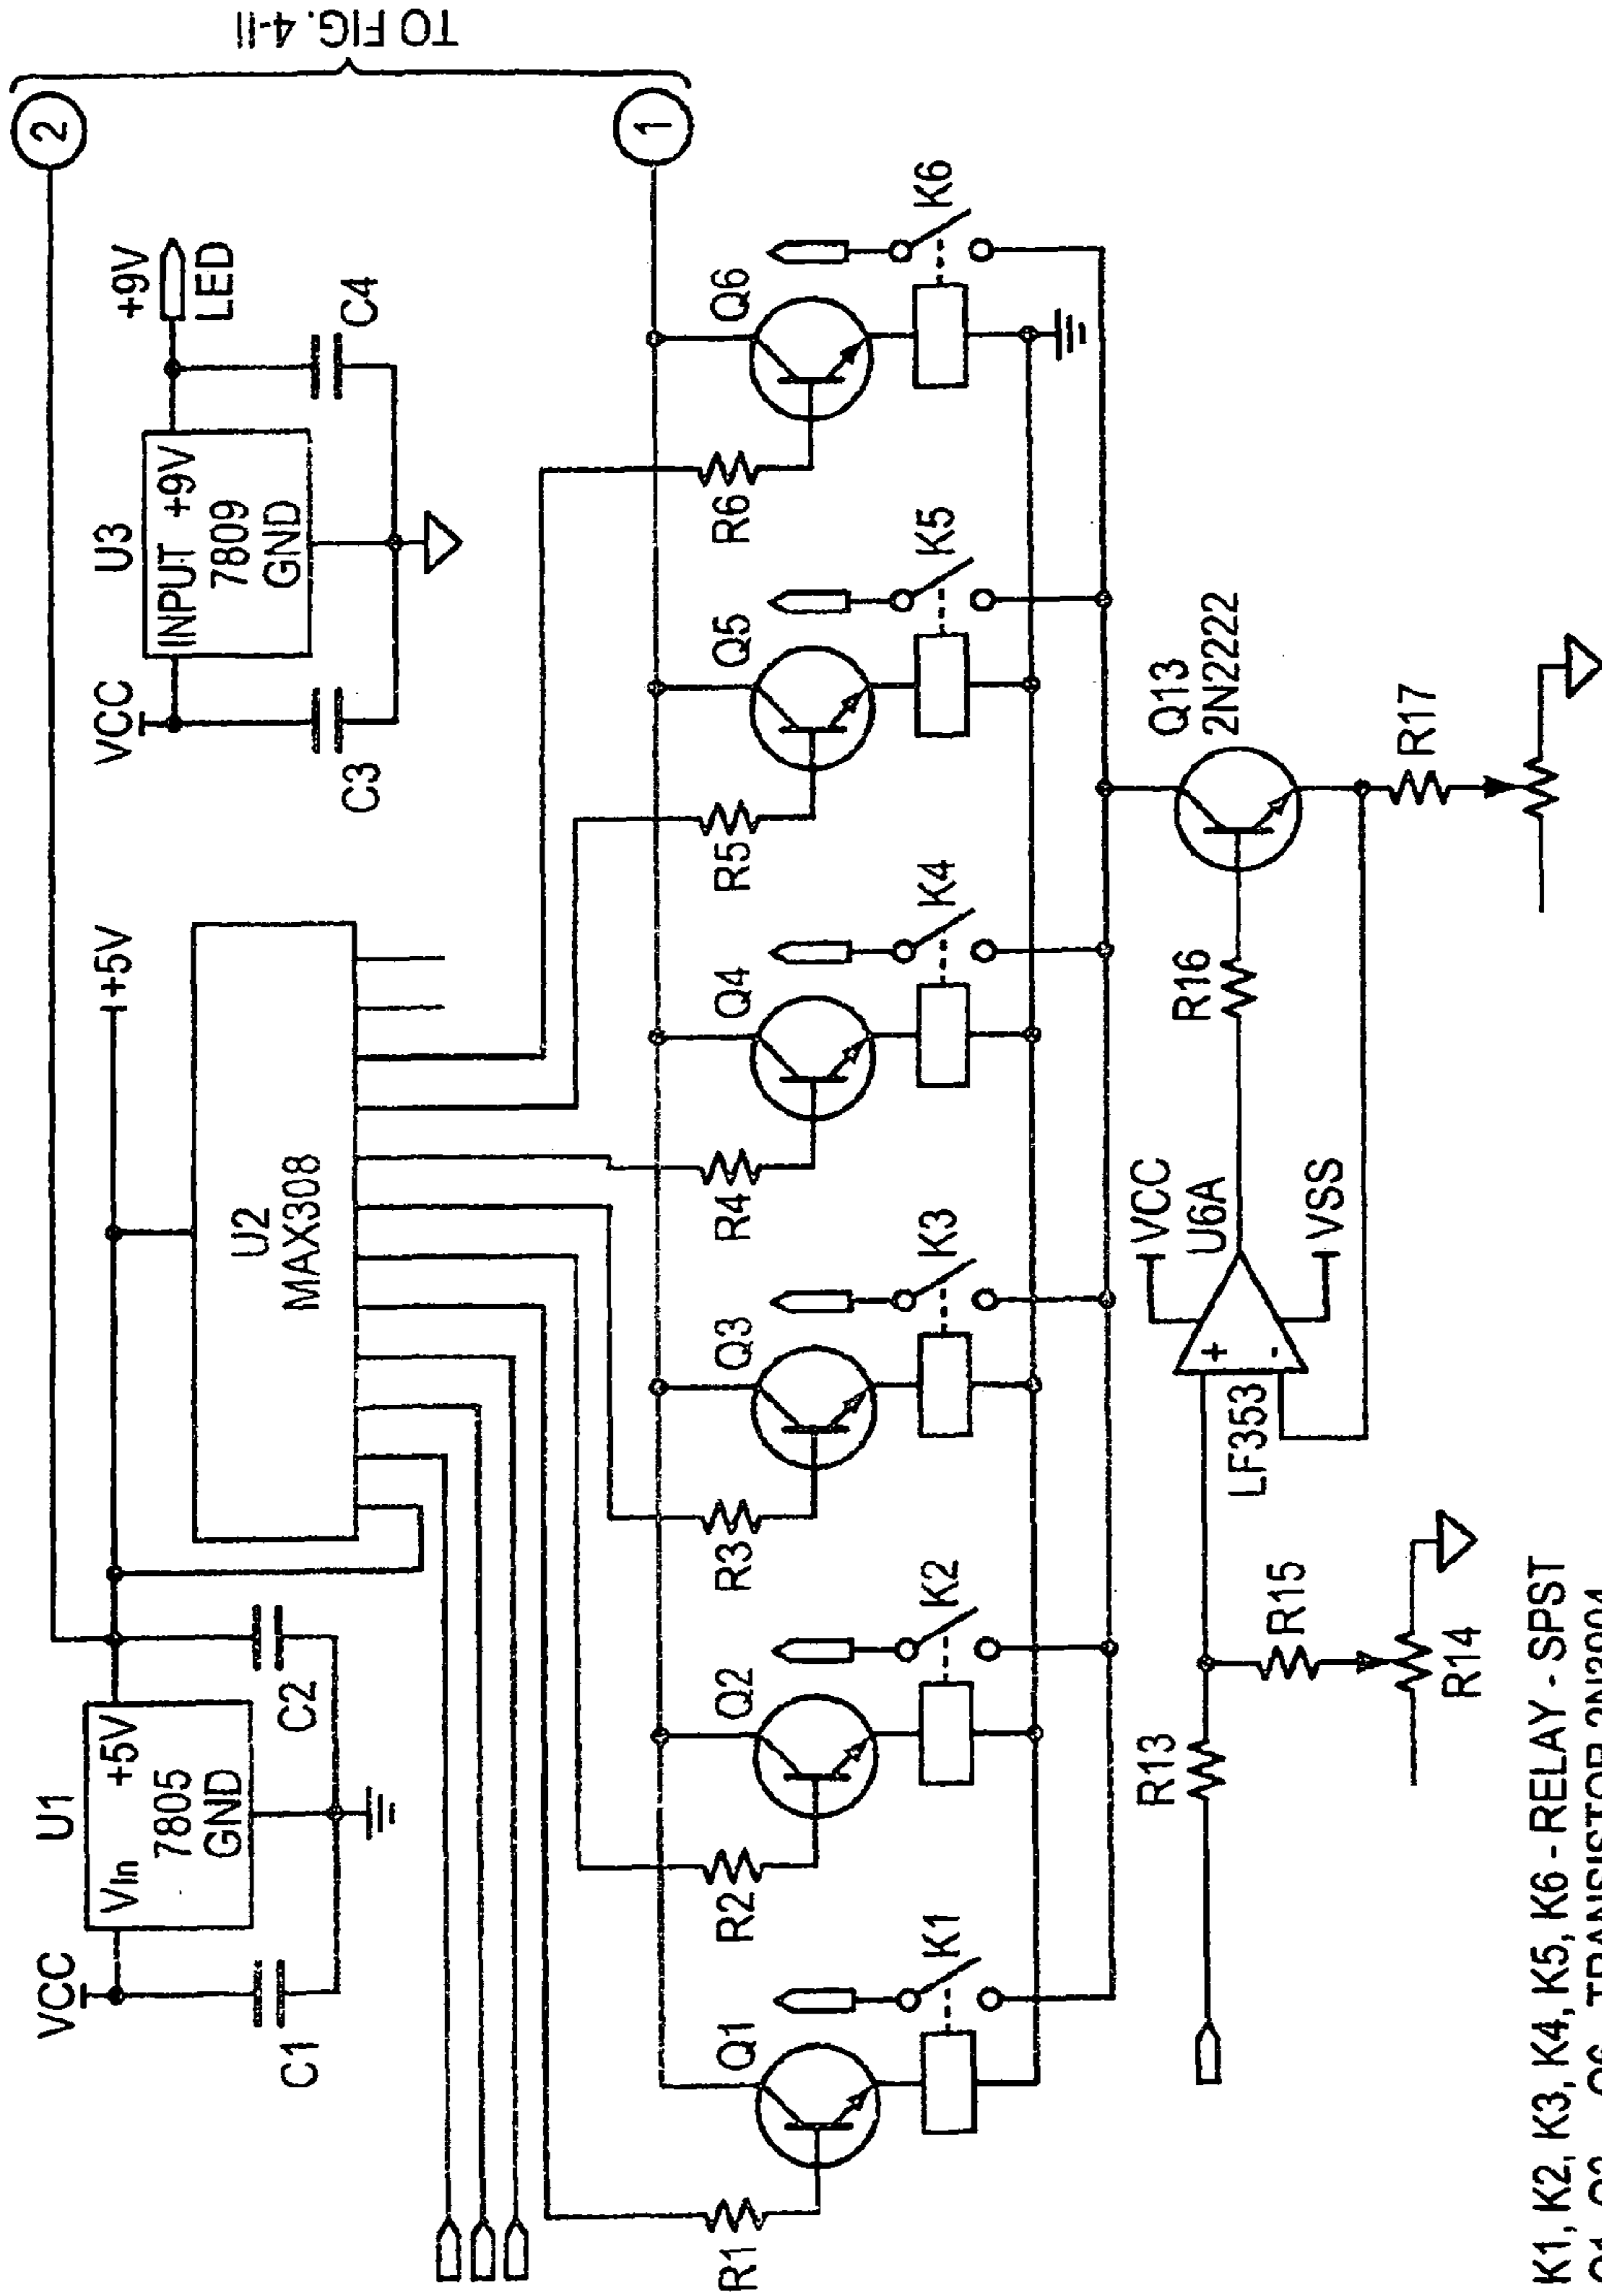 TO FIG. 4-II
2
1
U1
VCC
VIn +5V
7805
GND
C1
C2
+5V
U2
MAX308
U3
VCC
INPUT +9V
7809
GND
+9V
LED
C3
C4
R1
Q1
K1
R2
Q2
K2
R3
Q3
K3
R4
Q4
K4
R5
Q5
K5
R6
Q6
K6
R13
R15
R14
LF353
+
-
VCC
U6A
VSS
R16
Q13
2N2222
R17
K1, K2, K3, K4, K5, K6 - RELAY - SPST